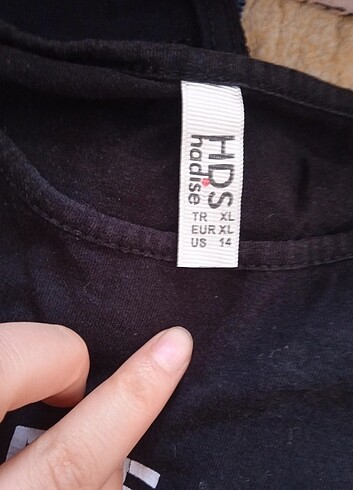 HDS
hadise
TR XL
EUR XL
US 14